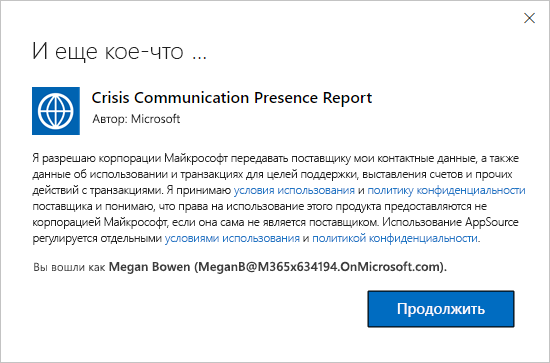 И еще кое-что ...
Crisis Communication Presence Report
Автор: Microsoft
Я разрешаю корпорации Майкрософт передавать поставщику мои контактные данные, а также
данные об использовании и транзакциях для целей поддержки, выставления счетов и прочих
действий с транзакциями. Я принимаю условия использования и политику конфиденциальности
поставщика и понимаю, что права на использование этого продукта предоставляются не
корпорацией Майкрософт, если она сама не является поставщиком. Использование AppSource
регулируется отдельными условиями использования и политикой конфиденциальности.
Вы вошли как Megan Bowen (MeganB@M365x634194.OnMicrosoft.com).
Продолжить